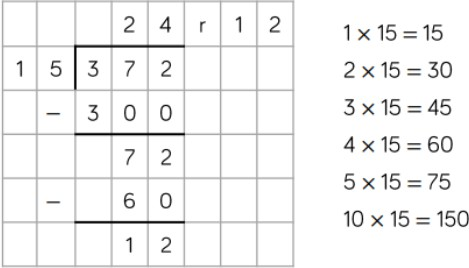 2 4 r 1 2
1 5 3 7 2
− 3 0 0
7 2
− 6 0
1 2
1 × 15 = 15
2 × 15 = 30
3 × 15 = 45
4 × 15 = 60
5 × 15 = 75
10 × 15 = 150